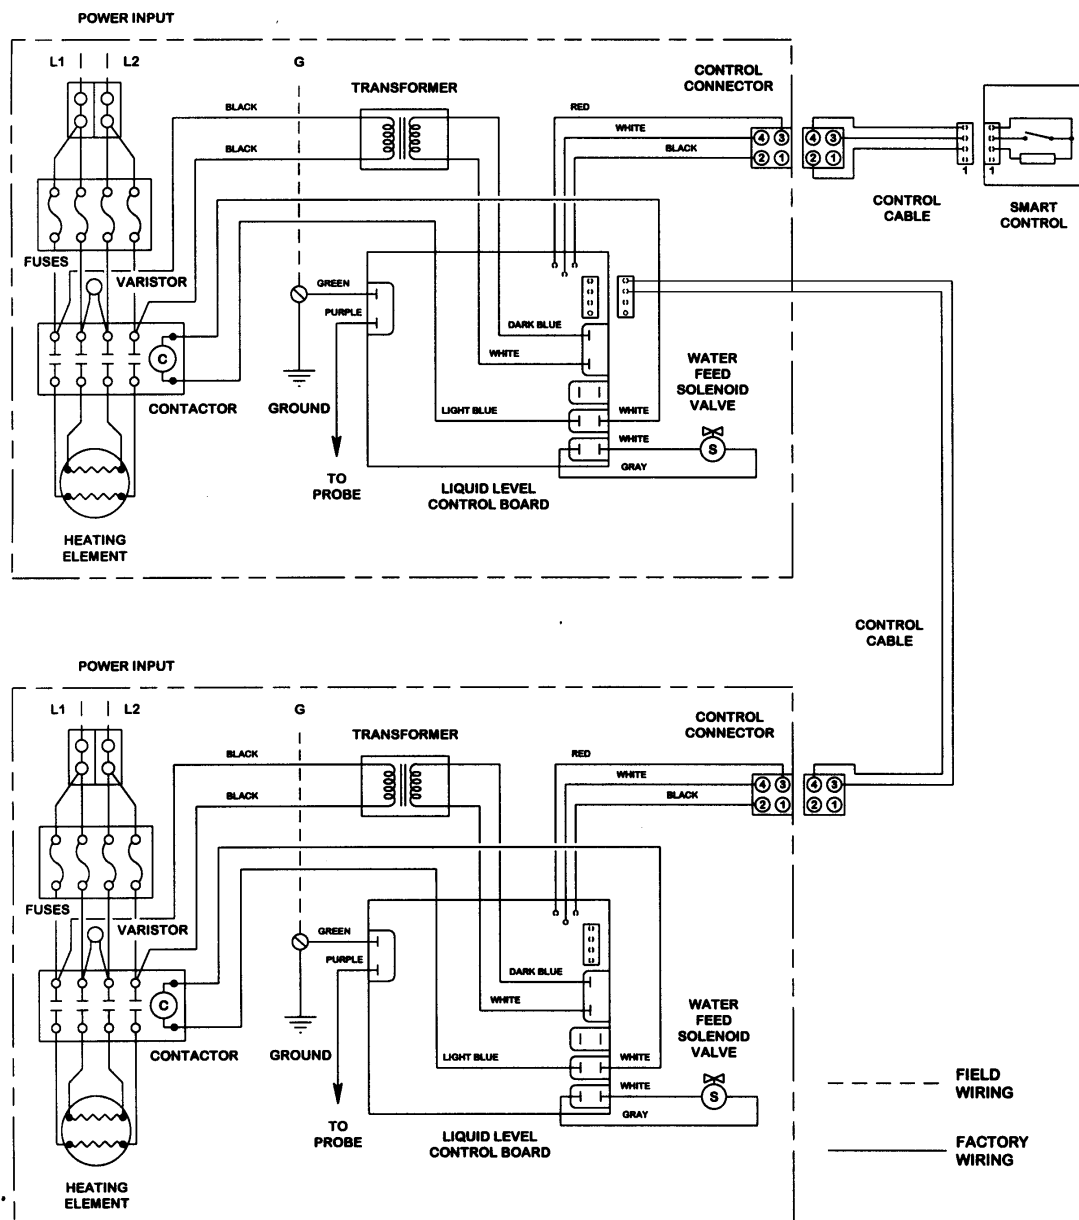 POWER INPUT
L1 L2 G
TRANSFORMER
CONTROL
CONNECTOR
BLACK
RED
WHITE
BLACK
BLACK
4 3
2 1
4 3
2 1
1 1
CONTROL
CABLE
SMART
CONTROL
FUSES
VARISTOR
GREEN
PURPLE
DARK BLUE
WHITE
C
CONTACTOR
GROUND
WATER
FEED
SOLENOID
VALVE
LIGHT BLUE
WHITE
WHITE
S
GRAY
TO
PROBE
LIQUID LEVEL
CONTROL BOARD
HEATING
ELEMENT
CONTROL
CABLE
POWER INPUT
L1 L2 G
TRANSFORMER
CONTROL
CONNECTOR
BLACK
RED
WHITE
BLACK
BLACK
4 3
2 1
4 3
2 1
FUSES
VARISTOR
GREEN
PURPLE
DARK BLUE
WHITE
C
CONTACTOR
GROUND
WATER
FEED
SOLENOID
VALVE
LIGHT BLUE
WHITE
WHITE
S
GRAY
TO
PROBE
LIQUID LEVEL
CONTROL BOARD
HEATING
ELEMENT
FIELD
WIRING
FACTORY
WIRING